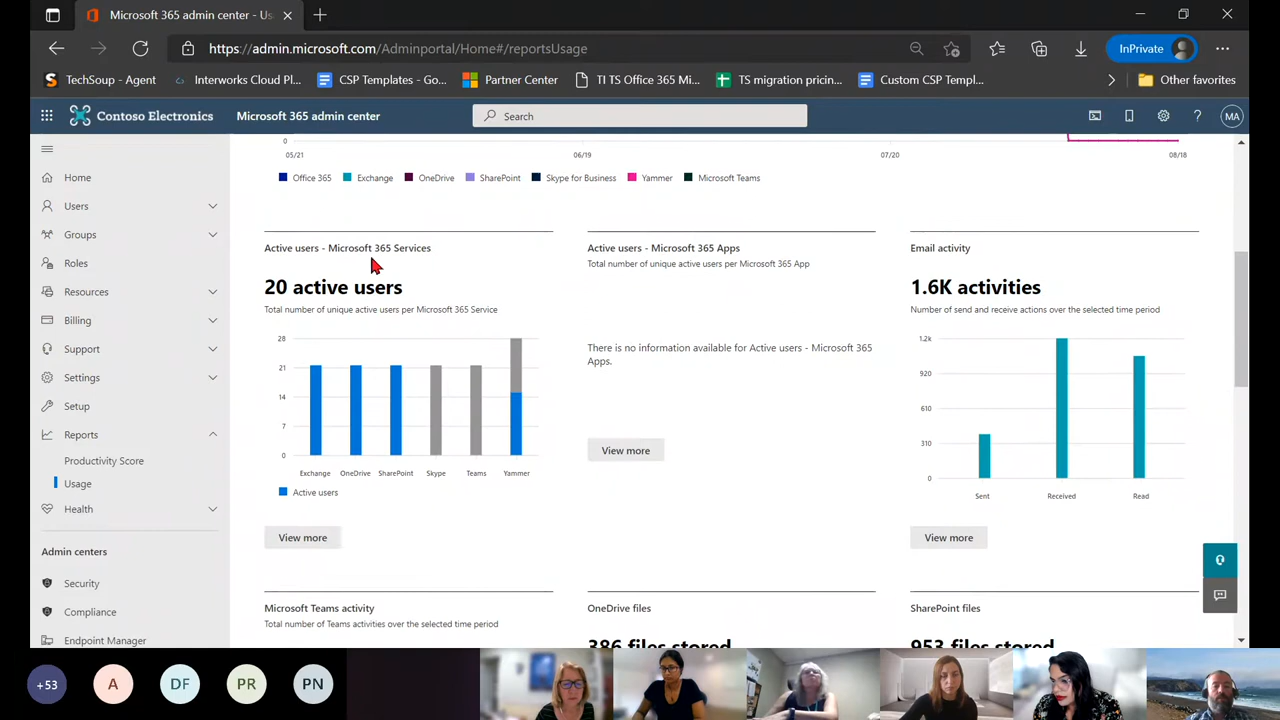 Microsoft 365 admin center - Us
https://admin.microsoft.com/Adminportal/Home#/reportsUsage
InPrivate
TechSoup - Agent
Interworks Cloud Pl...
CSP Templates - Go...
Partner Center
TI TS Office 365 Mi...
TS migration pricin...
Custom CSP Templ...
Other favorites
Contoso Electronics
Microsoft 365 admin center
Search
MA
Home
Users
Groups
Roles
Resources
Billing
Support
Settings
Setup
Reports
Productivity Score
Usage
Health
Admin centers
Security
Compliance
Endpoint Manager
0
05/21 06/19 07/20 08/18
Office 365 Exchange OneDrive SharePoint Skype for Business Yammer Microsoft Teams
Active users - Microsoft 365 Services
20 active users
Total number of unique active users per Microsoft 365 Service
28
21
14
7
0
Exchange OneDrive SharePoint Skype Teams Yammer
Active users
View more
Active users - Microsoft 365 Apps
Total number of unique active users per Microsoft 365 App
There is no information available for Active users - Microsoft 365
Apps.
View more
Email activity
1.6K activities
Number of send and receive actions over the selected time period
1.2k
920
610
310
0
Sent Received Read
View more
Microsoft Teams activity
Total number of Teams activities over the selected time period
OneDrive files
386 files stored
SharePoint files
953 files stored
+53
A
DF
PR
PN